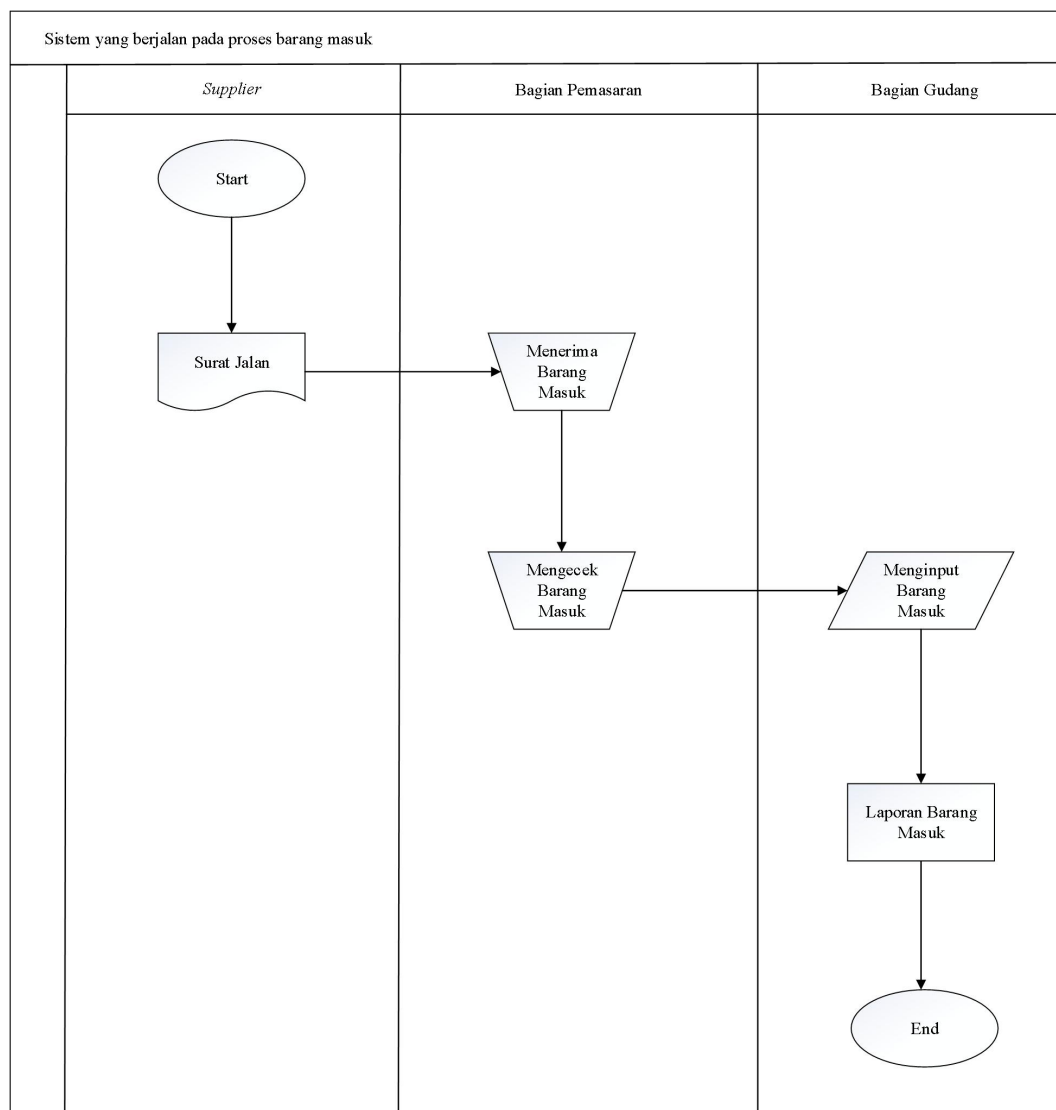 Sistem yang berjalan pada proses barang masuk
Supplier
Bagian Pemasaran
Bagian Gudang
Start
Surat Jalan
Menerima
Barang
Masuk
Mengecek
Barang
Masuk
Menginput
Barang
Masuk
Laporan Barang
Masuk
End